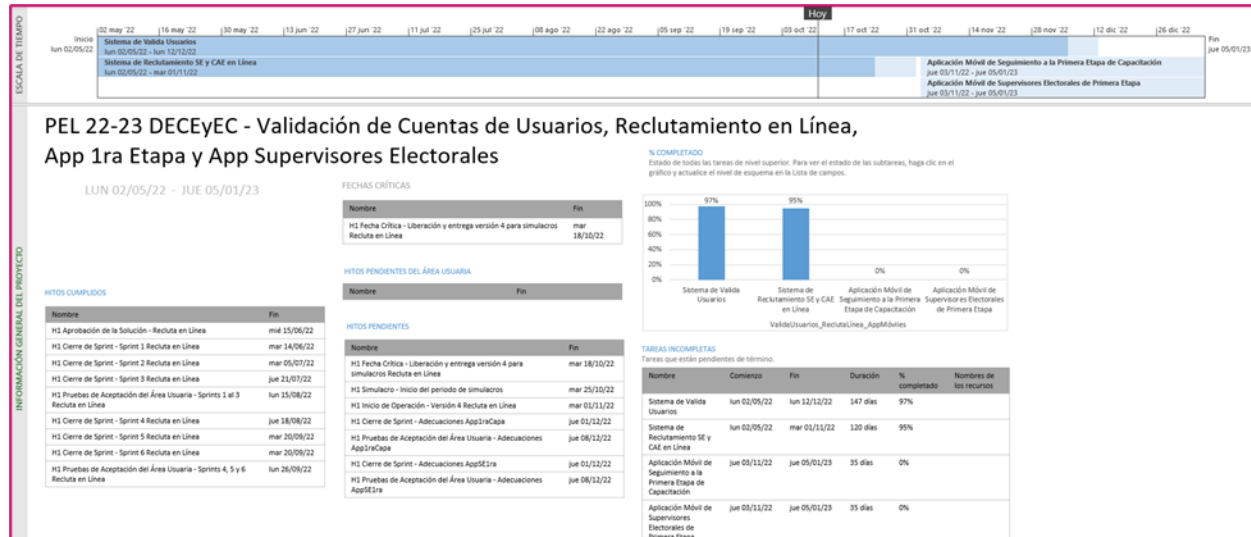 Hoy
ESCALA DE TIEMPO
02 may '22 16 may '22 30 may '22 13 jun '22 27 jun '22 11 jul '22 25 jul '22 08 ago '22 22 ago '22 05 sep '22 19 sep '22 03 oct '22 17 oct '22 31 oct '22 14 nov '22 28 nov '22 12 dic '22 26 dic '22
Inicio
lun 02/05/22
Fin
jue 05/01/23
Sistema de Valida Usuarios
lun 02/05/22 - lun 12/12/22
Sistema de Reclutamiento SE y CAE en Línea
lun 02/05/22 - mar 01/11/22
Aplicación Móvil de Seguimiento a la Primera Etapa de Capacitación
jue 03/11/22 - jue 05/01/23
Aplicación Móvil de Supervisores Electorales de Primera Etapa
jue 03/11/22 - jue 05/01/23
INFORMACIÓN GENERAL DEL PROYECTO
PEL 22-23 DECEyEC - Validación de Cuentas de Usuarios, Reclutamiento en Línea,
App 1ra Etapa y App Supervisores Electorales
LUN 02/05/22 - JUE 05/01/23
HITOS CUMPLIDOS
Nombre Fin
H1 Aprobación de la Solución - Recluta en Línea mié 15/06/22
H1 Cierre de Sprint - Sprint 1 Recluta en Línea mar 14/06/22
H1 Cierre de Sprint - Sprint 2 Recluta en Línea mar 05/07/22
H1 Cierre de Sprint - Sprint 3 Recluta en Línea jue 21/07/22
H1 Pruebas de Aceptación del Área Usuaria - Sprints 1 al 3 lun 15/08/22
Recluta en Línea
H1 Cierre de Sprint - Sprint 4 Recluta en Línea jue 18/08/22
H1 Cierre de Sprint - Sprint 5 Recluta en Línea mar 20/09/22
H1 Cierre de Sprint - Sprint 6 Recluta en Línea mar 20/09/22
H1 Pruebas de Aceptación del Área Usuaria - Sprints 4, 5 y 6 lun 26/09/22
Recluta en Línea
FECHAS CRÍTICAS
Nombre Fin
H1 Fecha Crítica - Liberación y entrega versión 4 para simulacros mar
Recluta en Línea 18/10/22
HITOS PENDIENTES DEL ÁREA USUARIA
Nombre Fin
HITOS PENDIENTES
Nombre Fin
H1 Fecha Crítica - Liberación y entrega versión 4 para mar 18/10/22
simulacros Recluta en Línea
H1 Simulacro - Inicio del periodo de simulacros mar 25/10/22
H1 Inicio de Operación - Versión 4 Recluta en Línea mar 01/11/22
H1 Cierre de Sprint - Adecuaciones App1raCapa jue 01/12/22
H1 Pruebas de Aceptación del Área Usuaria - Adecuaciones jue 08/12/22
App1raCapa
H1 Cierre de Sprint - Adecuaciones AppSE1ra jue 01/12/22
H1 Pruebas de Aceptación del Área Usuaria - Adecuaciones jue 08/12/22
AppSE1ra
% COMPLETADO
Estado de todas las tareas de nivel superior. Para ver el estado de las subtareas, haga clic en el
gráfico y actualice el nivel de esquema en la Lista de campos.
100%
80%
60%
40%
20%
0%
97% 95% 0% 0%
Sistema de Valida Sistema de Aplicación Móvil de Aplicación Móvil de
Usuarios Reclutamiento SE y CAE Seguimiento a la Primera Supervisores Electorales
en Línea Etapa de Capacitación de Primera Etapa
ValidaUsuarios_ReclutaLínea_AppMóviles
TAREAS INCOMPLETAS
Tareas que están pendientes de término.
Nombre Comienzo Fin Duración % Nombres de
completado los recursos
Sistema de Valida lun 02/05/22 lun 12/12/22 147 días 97%
Usuarios
Sistema de lun 02/05/22 mar 01/11/22 120 días 95%
Reclutamiento SE y
CAE en Línea
Aplicación Móvil de jue 03/11/22 jue 05/01/23 35 días 0%
Seguimiento a la
Primera Etapa de
Capacitación
Aplicación Móvil de jue 03/11/22 jue 05/01/23 35 días 0%
Supervisores
Electorales de
Primera Etapa